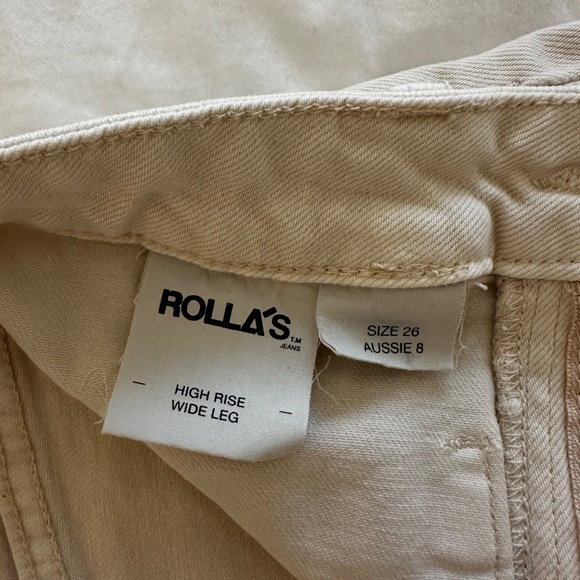 ROLLA'S T.M
JEANS
HIGH RISE
WIDE LEG
SIZE 26
AUSSIE 8